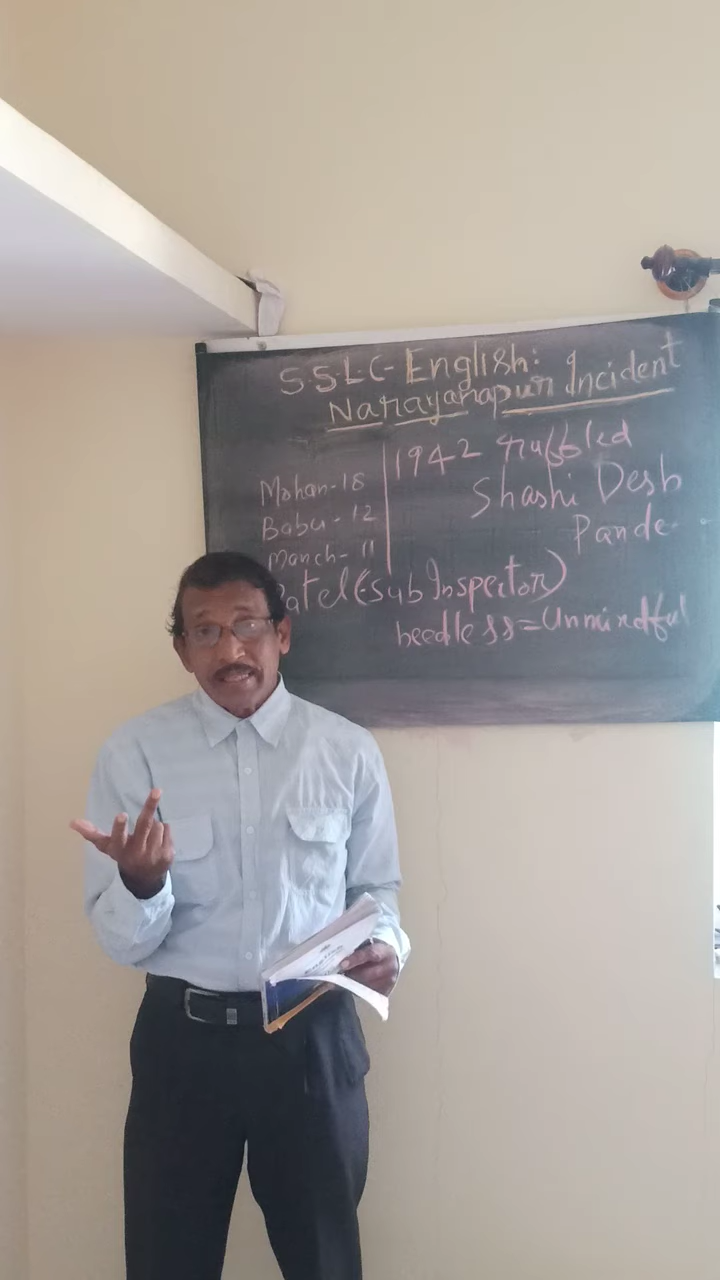 S.S.L.C- English:
Narayanapur Incident
Mohan-18
Babu-12
Manch-11
1942 ruffled
Shashi Desh
Pande
Patel (Sub Inspector)
heedless = Unmindful
English